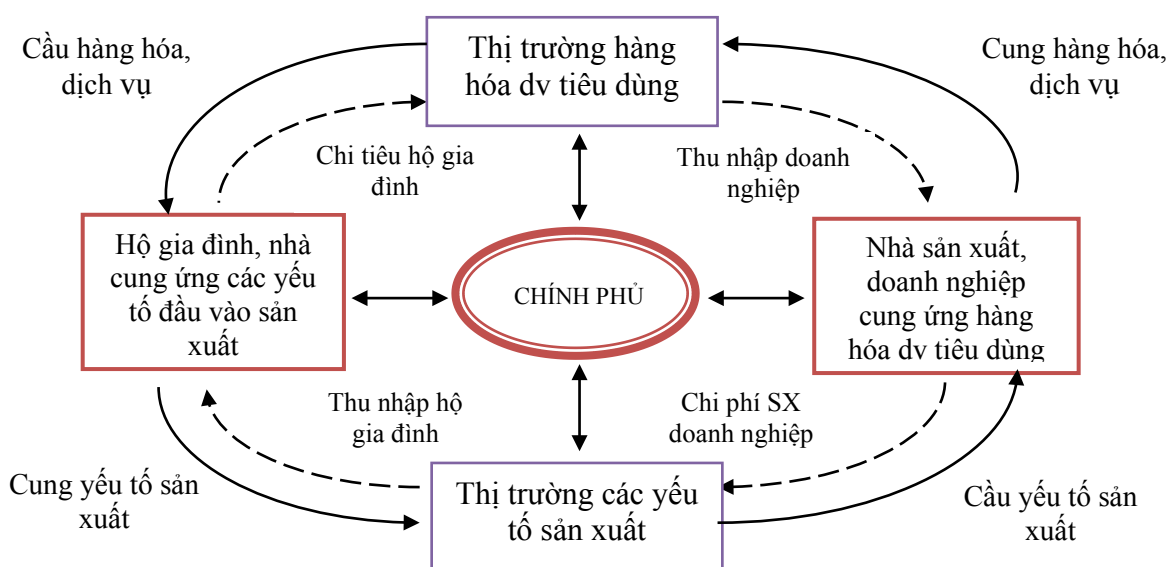 Cầu hàng hóa,
dịch vụ
Thị trường hàng
hóa dv tiêu dùng
Cung hàng hóa,
dịch vụ
Chi tiêu hộ gia
đình
Thu nhập doanh
nghiệp
Hộ gia đình, nhà
cung ứng các yếu
tố đầu vào sản
xuất
CHÍNH PHỦ
Nhà sản xuất,
doanh nghiệp
cung ứng hàng
hóa dv tiêu dùng
Thu nhập hộ
gia đình
Chi phí SX
doanh nghiệp
Cung yếu tố sản
xuất
Thị trường các yếu
tố sản xuất
Cầu yếu tố sản
xuất